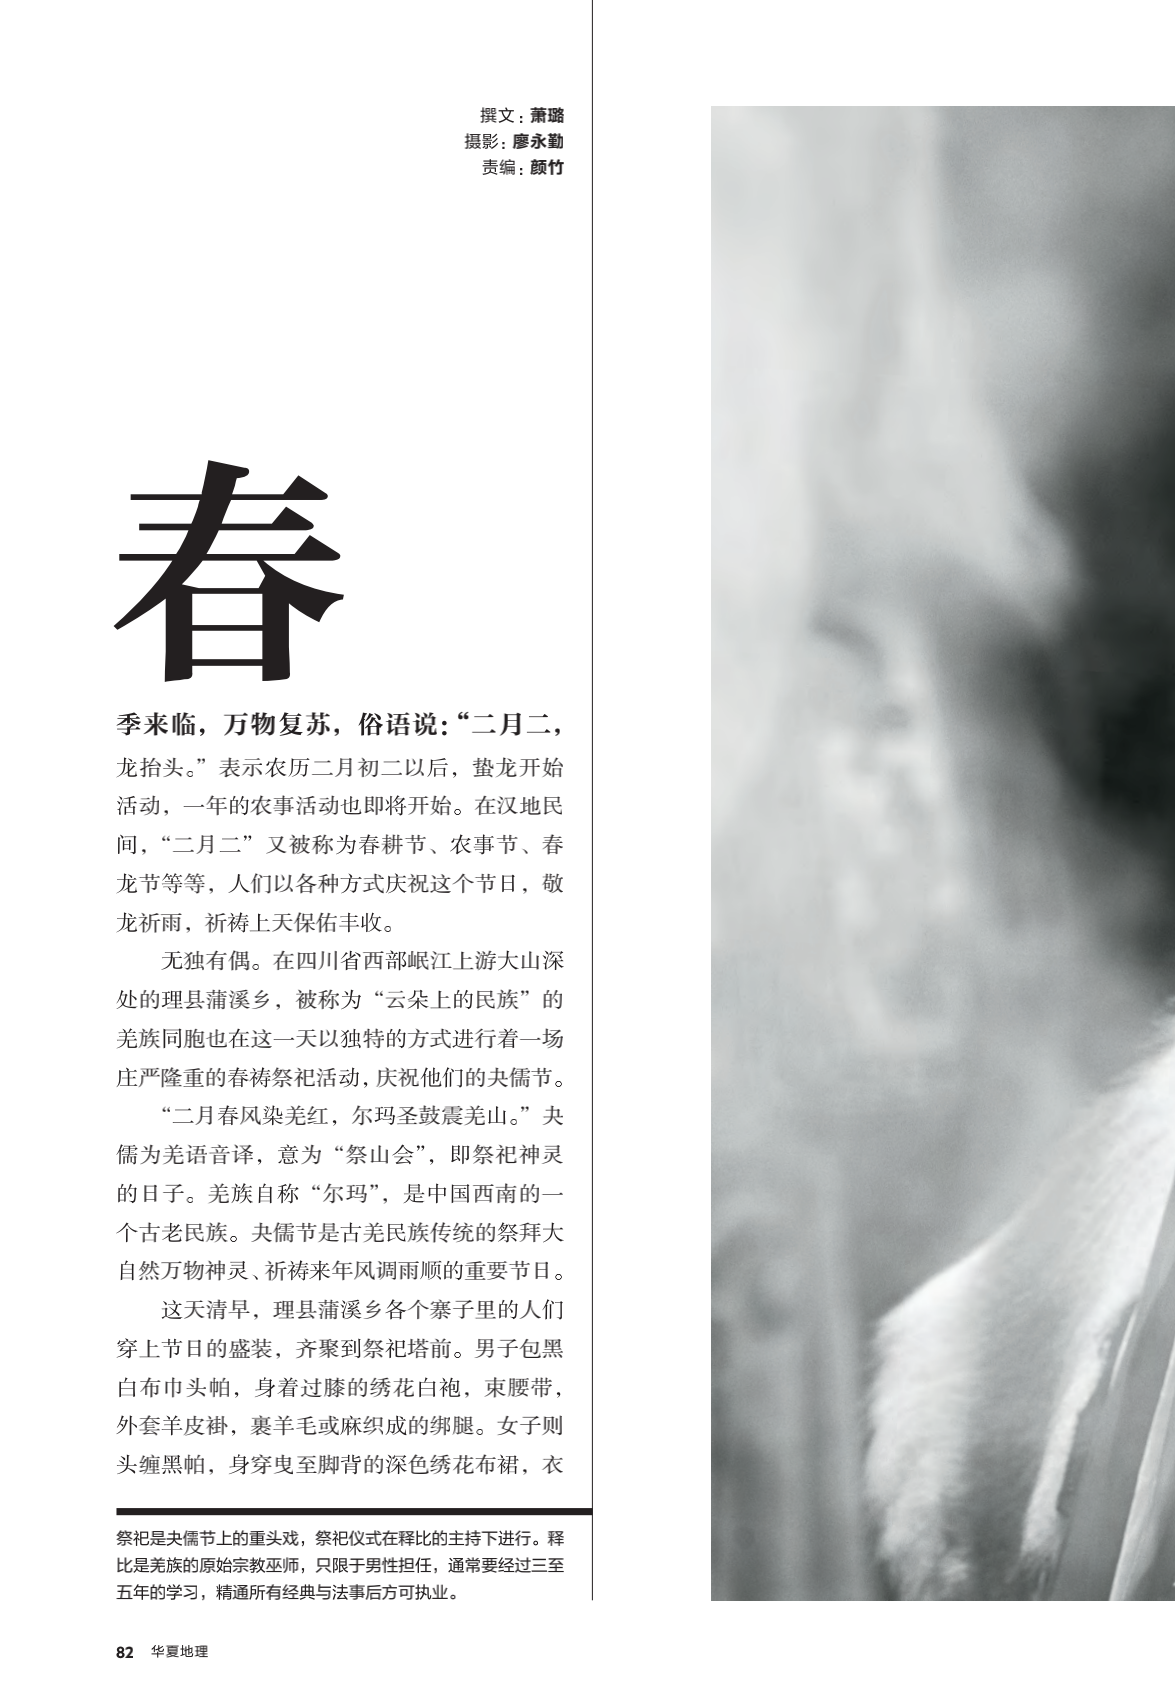 撰文：萧璐
摄影：廖永勤
责编：颜竹
春
季来临，万物复苏，俗语说：“二月二，
龙抬头。”表示农历二月初二以后，蛰龙开始
活动，一年的农事活动也即将开始。在汉地民
间，“二月二”又被称为春耕节、农事节、春
龙节等等，人们以各种方式庆祝这个节日，敬
龙祈雨，祈祷上天保佑丰收。
无独有偶。在四川省西部岷江上游大山深
处的理县蒲溪乡，被称为“云朵上的民族”的
羌族同胞也在这一天以独特的方式进行着一场
庄严隆重的春祷祭祀活动，庆祝他们的夬儒节。
“二月春风染羌红，尔玛圣鼓震羌山。”夬
儒为羌语音译，意为“祭山会”，即祭祀神灵
的日子。羌族自称“尔玛”，是中国西南的一
个古老民族。夬儒节是古羌民族传统的祭拜大
自然万物神灵、祈祷来年风调雨顺的重要节日。
这天清早，理县蒲溪乡各个寨子里的人们
穿上节日的盛装，齐聚到祭祀塔前。男子包黑
白布巾头帕，身着过膝的绣花白袍，束腰带，
外套羊皮褂，裹羊毛或麻织成的绑腿。女子则
头缠黑帕，身穿曳至脚背的深色绣花布裙，衣
祭祀是夬儒节上的重头戏，祭祀仪式在释比的主持下进行。释
比是羌族的原始宗教巫师，只限于男性担任，通常要经过三至
五年的学习，精通所有经典与法事后方可执业。
82 华夏地理